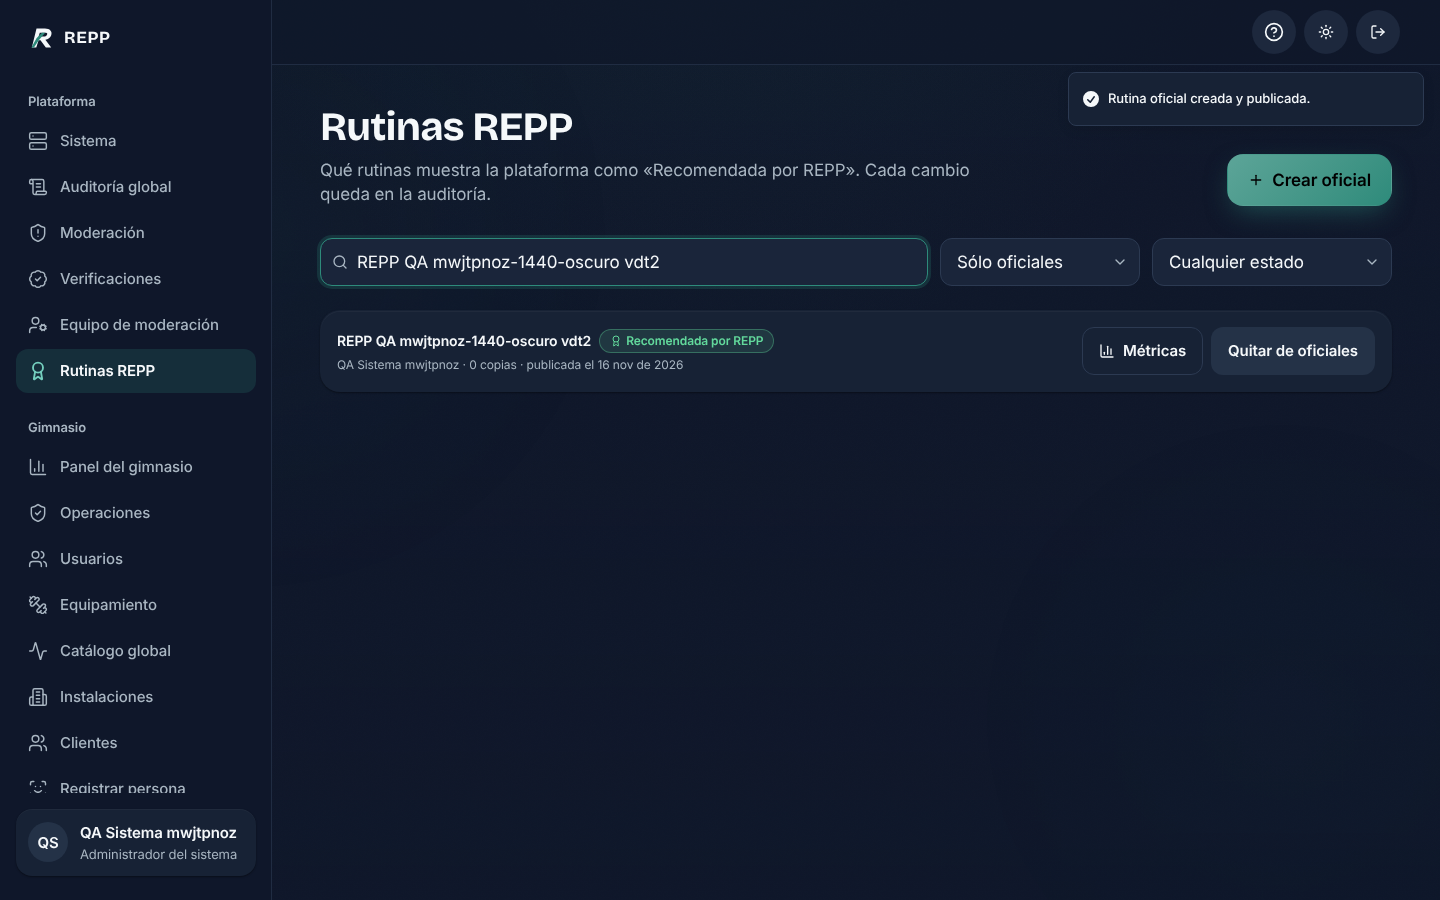 REPP
Plataforma
Sistema
Auditoría global
Moderación
Verificaciones
Equipo de moderación
Rutinas REPP
Gimnasio
Panel del gimnasio
Operaciones
Usuarios
Equipamiento
Catálogo global
Instalaciones
Clientes
Registrar persona
QS
QA Sistema mwjtpnoz
Administrador del sistema
Rutina oficial creada y publicada.
Rutinas REPP
Qué rutinas muestra la plataforma como «Recomendada por REPP». Cada cambio
queda en la auditoría.
Crear oficial
REPP QA mwjtpnoz-1440-oscuro vdt2
Sólo oficiales
Cualquier estado
REPP QA mwjtpnoz-1440-oscuro vdt2
Recomendada por REPP
QA Sistema mwjtpnoz · 0 copias · publicada el 16 nov de 2026
Métricas
Quitar de oficiales